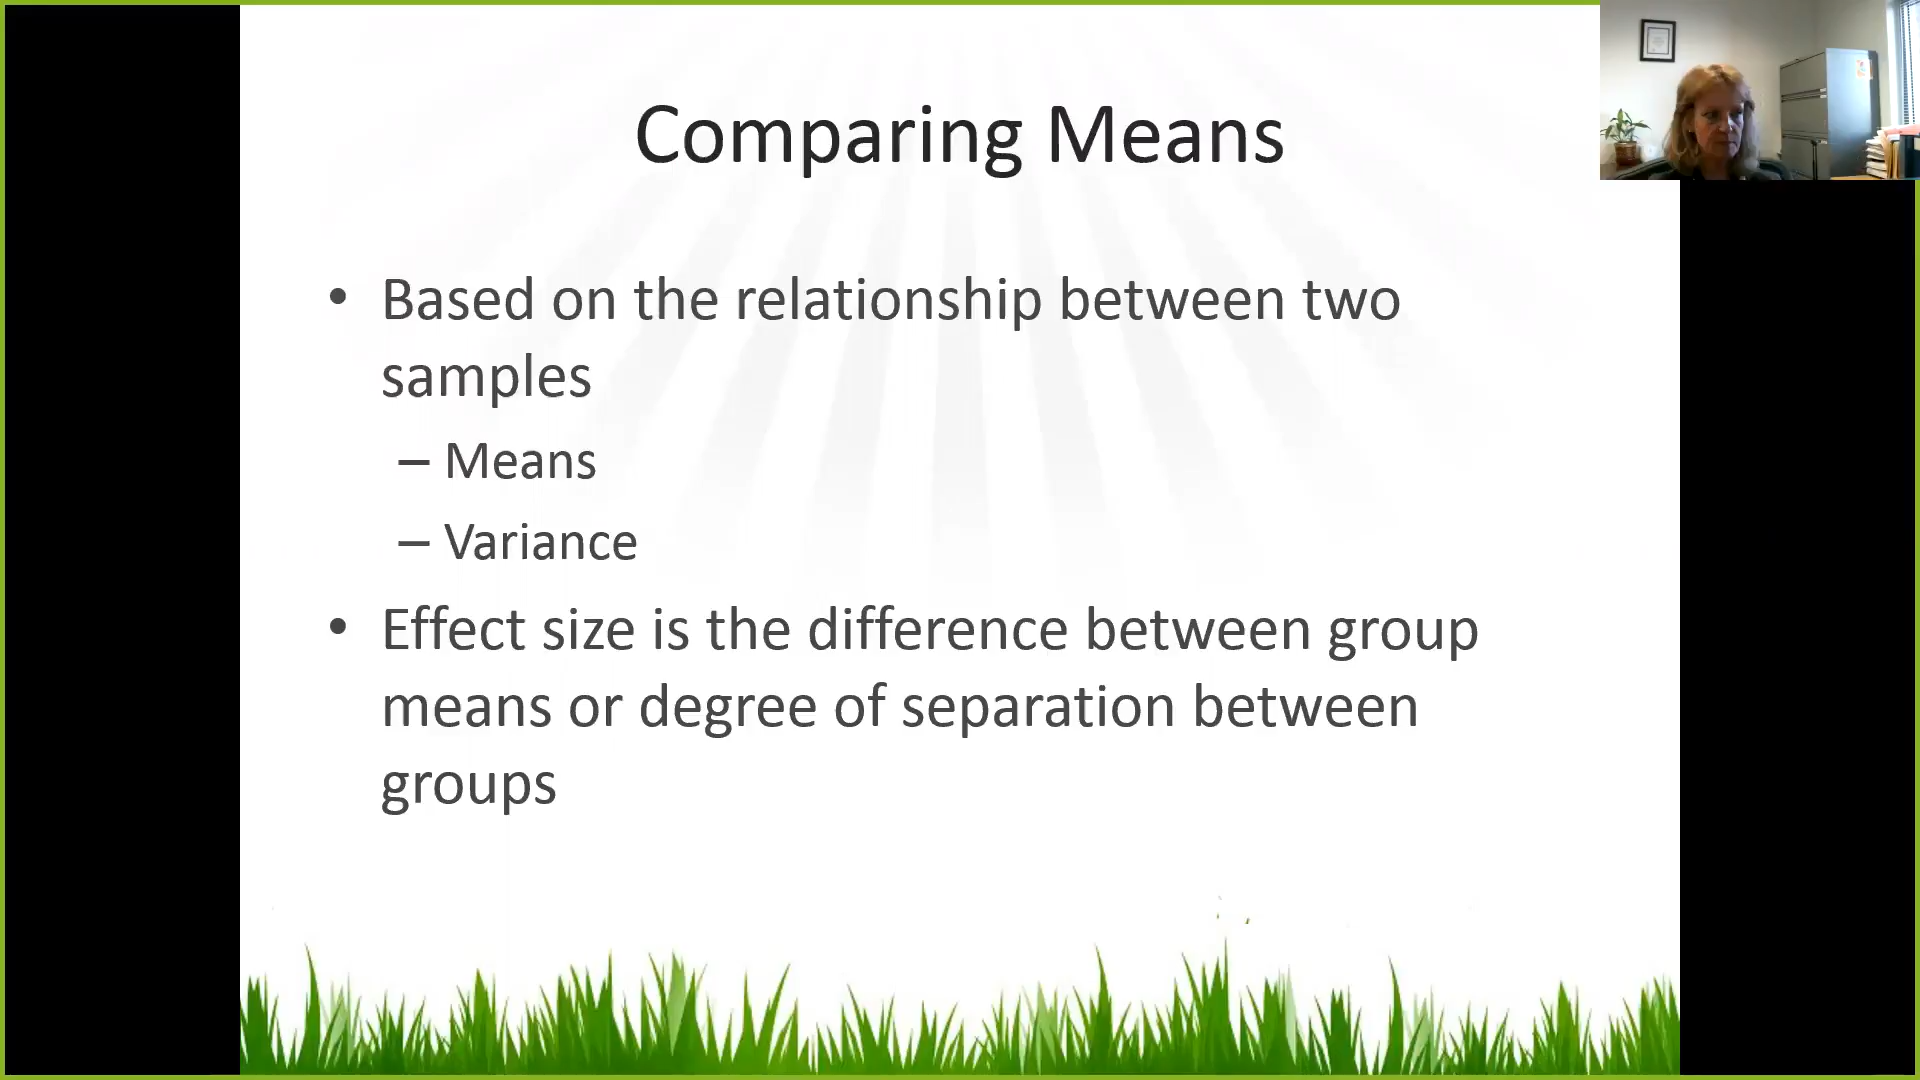 Comparing Means
• Based on the relationship between two
samples
– Means
– Variance
• Effect size is the difference between group
means or degree of separation between
groups